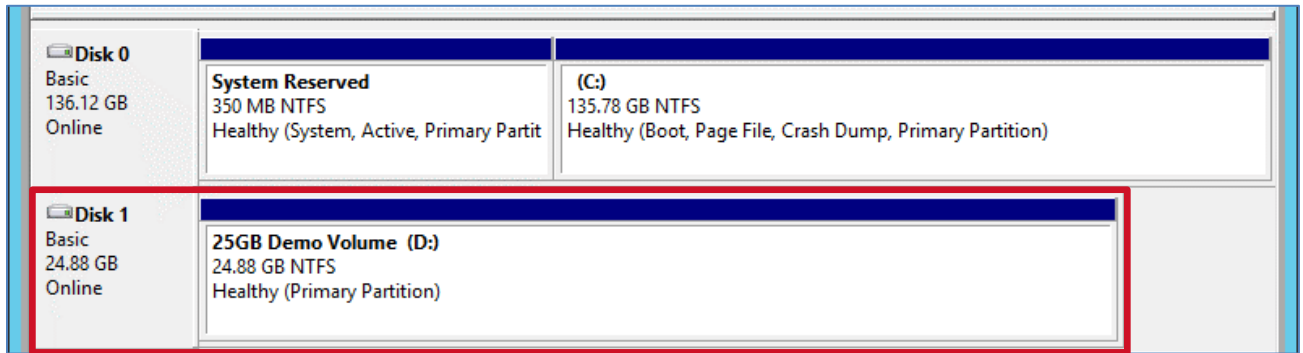 Disk 0
Basic
136.12 GB
Online
System Reserved
350 MB NTFS
Healthy (System, Active, Primary Partit
(C:)
135.78 GB NTFS
Healthy (Boot, Page File, Crash Dump, Primary Partition)
Disk 1
Basic
24.88 GB
Online
25GB Demo Volume (D:)
24.88 GB NTFS
Healthy (Primary Partition)